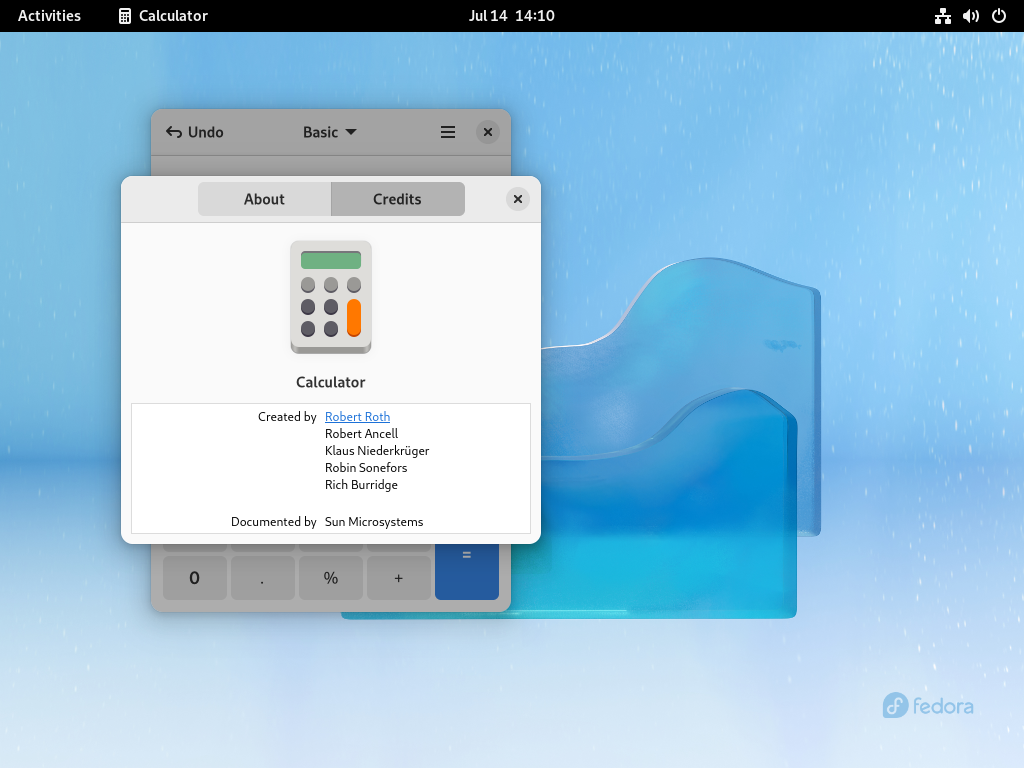 Activities Calculator Jul 14 14:10
Undo Basic
About Credits
Calculator
Created by Robert Roth
Robert Ancell
Klaus Niederkrüger
Robin Sonefors
Rich Burridge
Documented by Sun Microsystems
=
0 . % +
fedora